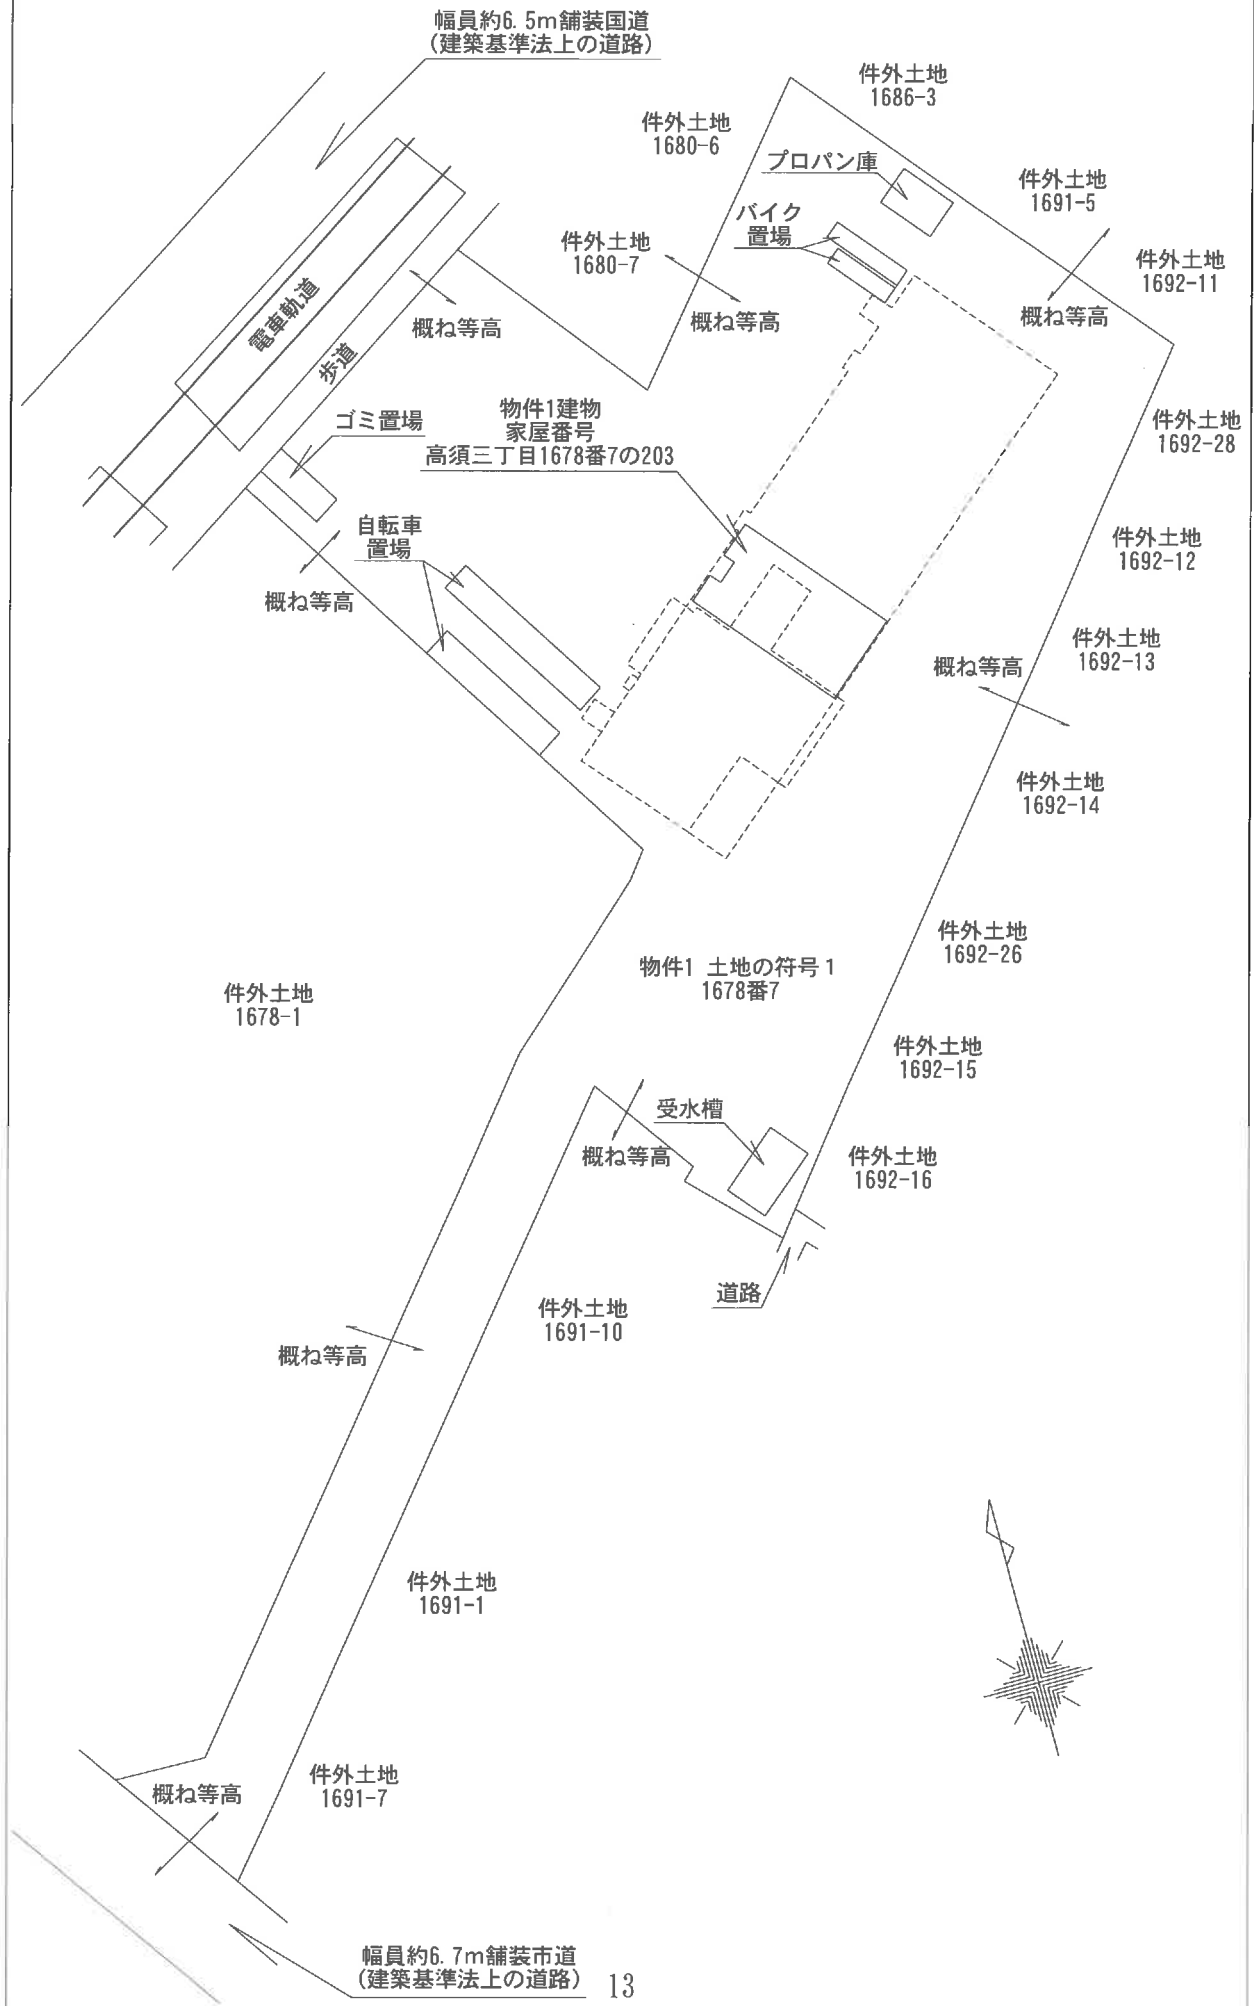 幅員約6.5m舗装国道
(建築基準法上の道路)
件外土地
1686-3
件外土地
1680-6
プロパン庫
件外土地
1691-5
バイク
置場
件外土地
1680-7
件外土地
1692-11
電車軌道
概ね等高
概ね等高
概ね等高
歩道
ゴミ置場
物件1建物
家屋番号
高須三丁目1678番7の203
件外土地
1692-28
自転車
置場
件外土地
1692-12
概ね等高
件外土地
1692-13
概ね等高
件外土地
1692-14
件外土地
1692-26
物件1 土地の符号1
1678番7
件外土地
1678-1
件外土地
1692-15
受水槽
概ね等高
件外土地
1692-16
道路
件外土地
1691-10
概ね等高
件外土地
1691-1
件外土地
1691-7
概ね等高
幅員約6.7m舗装市道
(建築基準法上の道路)
13